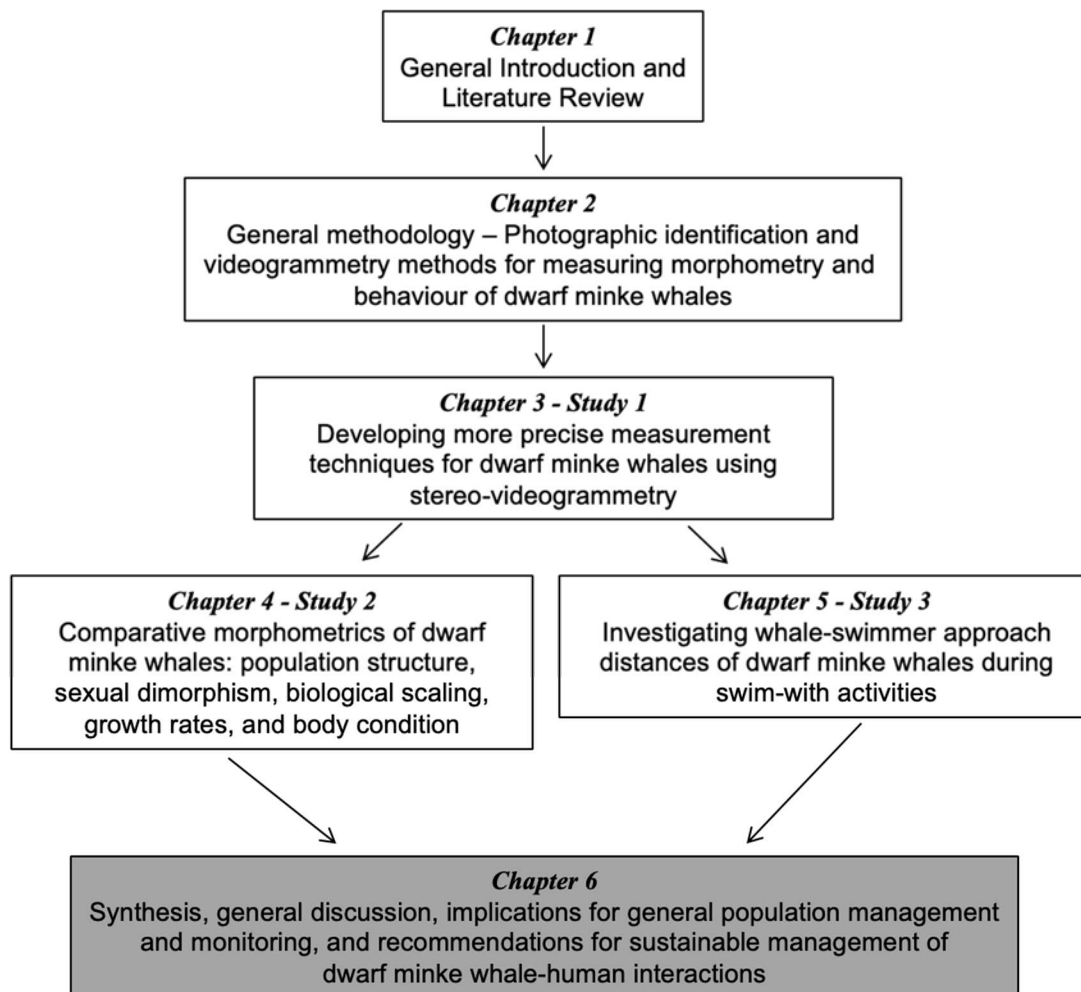 Chapter 1
General Introduction and
Literature Review
Chapter 2
General methodology – Photographic identification and
videogrammetry methods for measuring morphometry and
behaviour of dwarf minke whales
Chapter 3 - Study 1
Developing more precise measurement
techniques for dwarf minke whales using
stereo-videogrammetry
Chapter 4 - Study 2
Comparative morphometrics of dwarf
minke whales: population structure,
sexual dimorphism, biological scaling,
growth rates, and body condition
Chapter 5 - Study 3
Investigating whale-swimmer approach
distances of dwarf minke whales during
swim-with activities
Chapter 6
Synthesis, general discussion, implications for general population management
and monitoring, and recommendations for sustainable management of
dwarf minke whale-human interactions